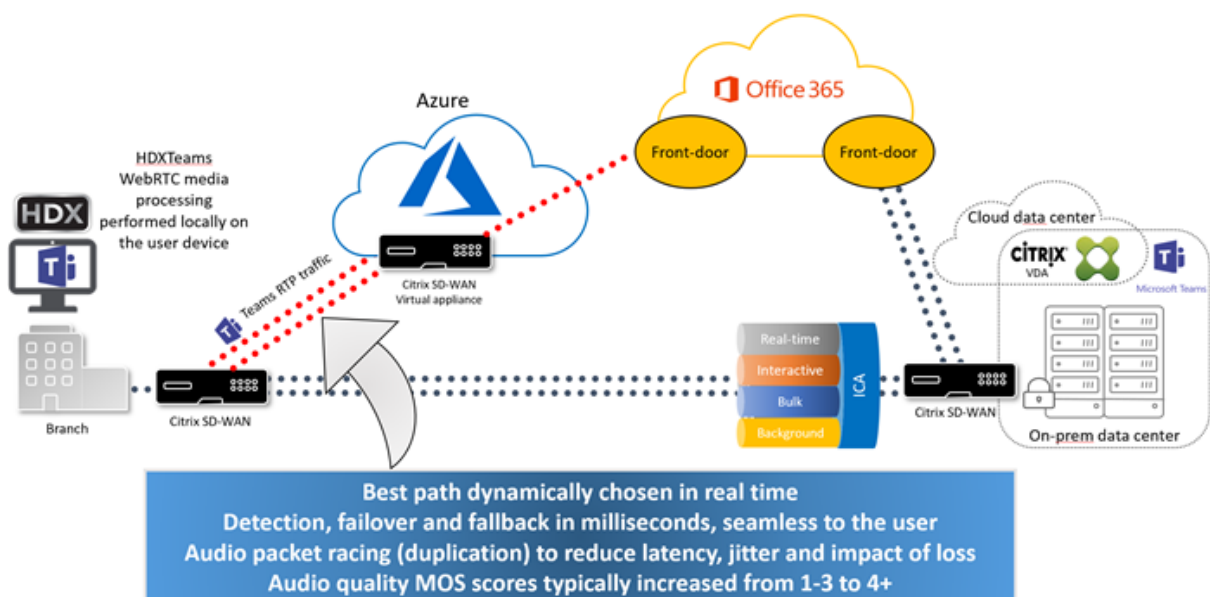 Office 365
Azure
Front-door
Front-door
HDXTeams
WebRTC media
processing
performed locally on
the user device
HDX
T
Cloud data center
CİTRIX®
VDA
T
Microsoft Teams
Citrix SD-WAN
Virtual appliance
T
Teams RTP traffic
Real-time
Interactive
Bulk
Background
ICA
Branch
Citrix SD-WAN
Citrix SD-WAN
On-prem data center
Best path dynamically chosen in real time
Detection, failover and fallback in milliseconds, seamless to the user
Audio packet racing (duplication) to reduce latency, jitter and impact of loss
Audio quality MOS scores typically increased from 1-3 to 4+